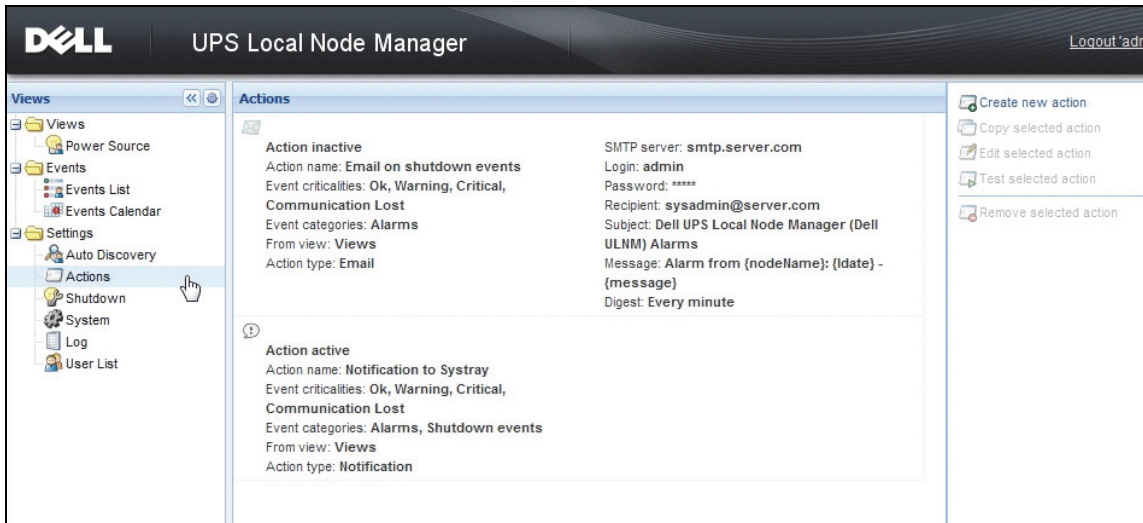 DELL
UPS Local Node Manager
Logout 'adm
Views
Views
Power Source
Events
Events List
Events Calendar
Settings
Auto Discovery
Actions
Shutdown
System
Log
User List
Actions
Action inactive
Action name: Email on shutdown events
Event criticalities: Ok, Warning, Critical,
Communication Lost
Event categories: Alarms
From view: Views
Action type: Email
SMTP server: smtp.server.com
Login: admin
Password: *****
Recipient: sysadmin@server.com
Subject: Dell UPS Local Node Manager (Dell
ULNM) Alarms
Message: Alarm from {nodeName}: {ldate} -
{message}
Digest: Every minute
Action active
Action name: Notification to Systray
Event criticalities: Ok, Warning, Critical,
Communication Lost
Event categories: Alarms, Shutdown events
From view: Views
Action type: Notification
Create new action
Copy selected action
Edit selected action
Test selected action
Remove selected action